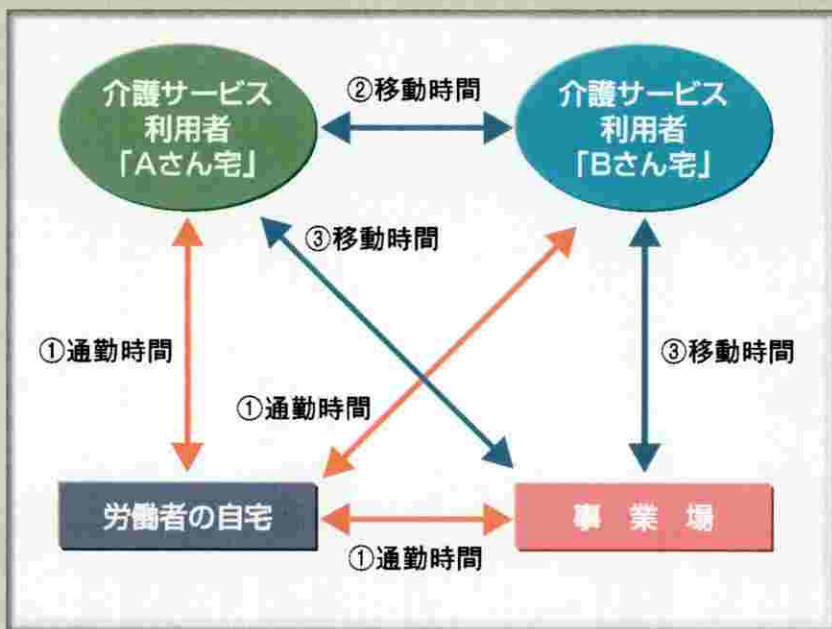 介護サービス
利用者
「Aさん宅」
②移動時間
介護サービス
利用者
「Bさん宅」
③移動時間
①通勤時間
③移動時間
①通勤時間
労働者の自宅
事業場
①通勤時間